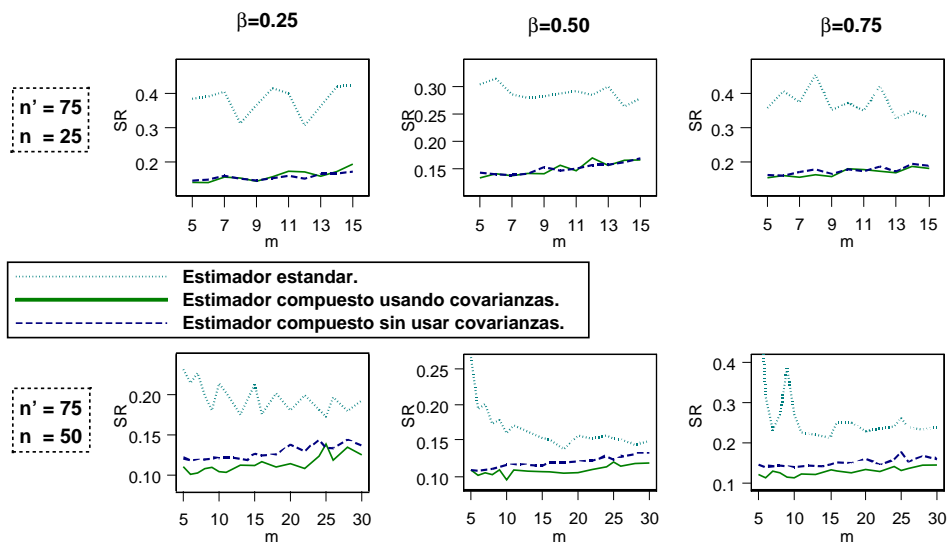 β=0.25
β=0.50
β=0.75
n' = 75
n = 25
SR
0.4
0.3
0.2
5 7 9 11 13 15
m
SR
0.30
0.25
0.20
0.15
5 7 9 11 13 15
m
SR
0.4
0.3
0.2
5 7 9 11 13 15
m
Estimador estandar.
Estimador compuesto usando covarianzas.
Estimador compuesto sin usar covarianzas.
n' = 75
n = 50
SR
0.20
0.15
0.10
5 10 15 20 25 30
m
SR
0.25
0.20
0.15
0.10
5 10 15 20 25 30
m
SR
0.4
0.3
0.2
0.1
5 10 15 20 25 30
m